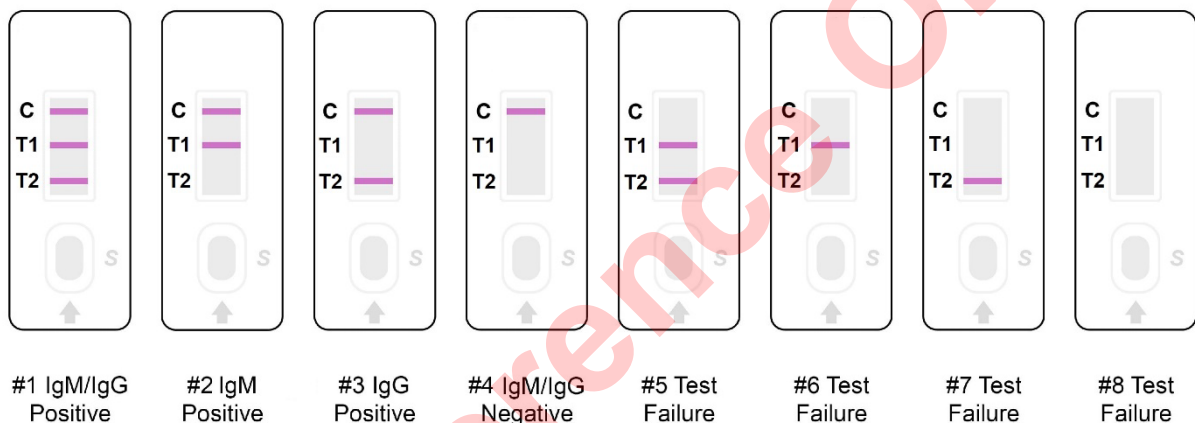 C C C C C C C C
T1 T1 T1 T1 T1 T1 T1 T1
T2 T2 T2 T2 T2 T2 T2 T2
S S S S S S S S
#1 IgM/IgG #2 IgM #3 IgG #4 IgM/IgG #5 Test #6 Test #7 Test #8 Test
Positive Positive Positive Negative Failure Failure Failure Failure
rence O